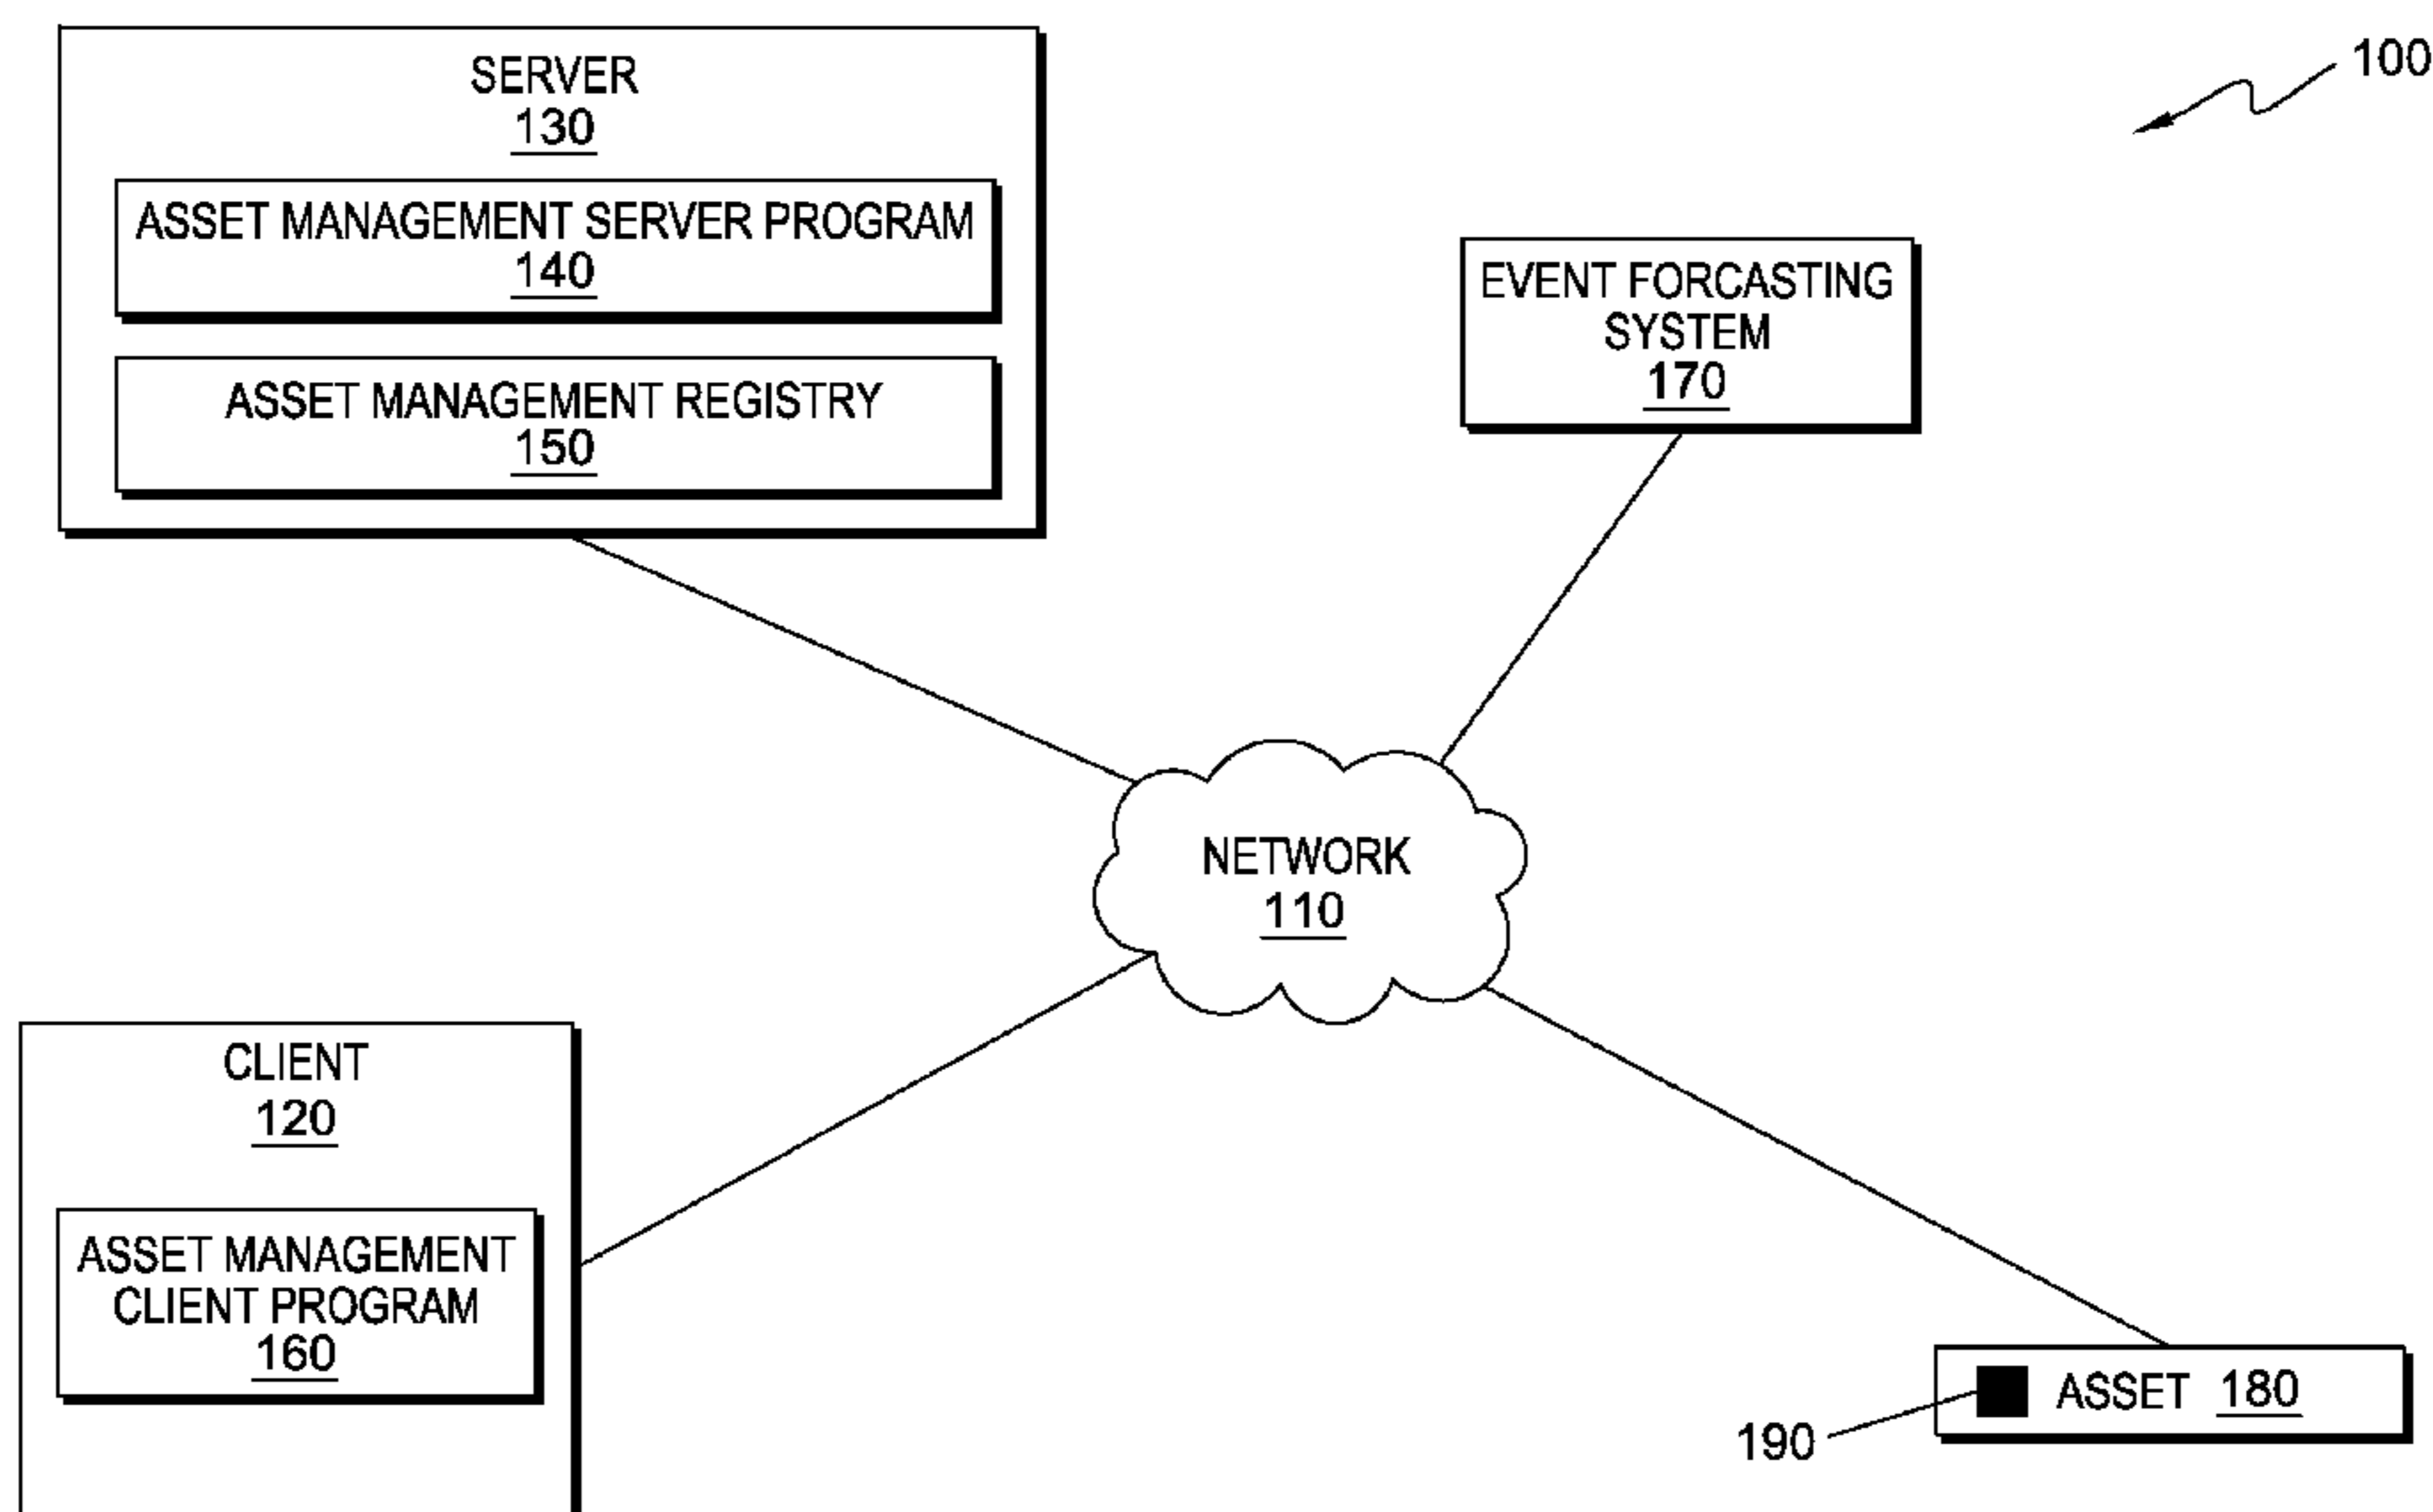 SERVER
130
ASSET MANAGEMENT SERVER PROGRAM
140
ASSET MANAGEMENT REGISTRY
150
100
EVENT FORCASTING
SYSTEM
170
NETWORK
110
CLIENT
120
ASSET MANAGEMENT
CLIENT PROGRAM
160
ASSET 180
190